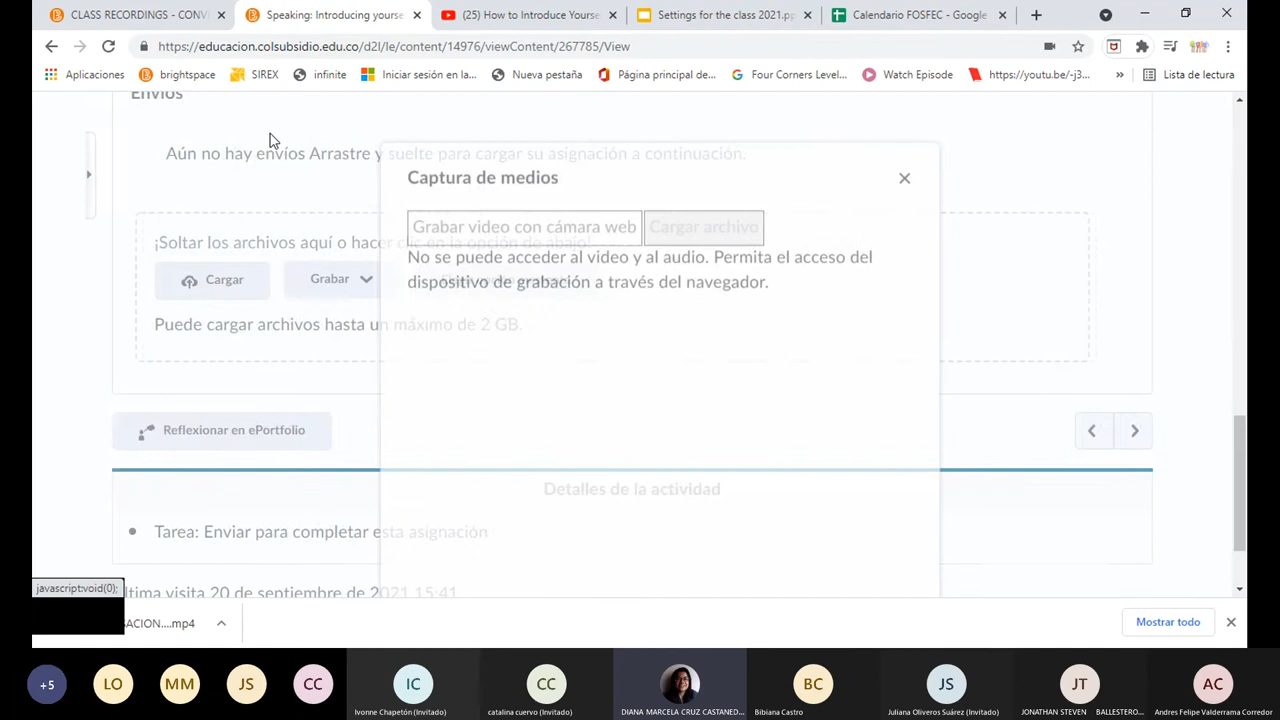 CLASS RECORDINGS - CONV
Speaking: Introducing yourse
(25) How to Introduce Yourse
Settings for the class 2021.pp
Calendario FOSFEC - Google
https://educacion.colsubsidio.edu.co/d2l/le/content/14976/viewContent/267785/View
Aplicaciones
brightspace
SIREX
infinite
Iniciar sesión en la...
Nueva pestaña
Página principal de...
Four Corners Level...
Watch Episode
https://youtu.be/-j3...
»
Lista de lectura
Envíos
Aún no hay envíos Arrastre y suelte para cargar su asignación a continuación.
Captura de medios
Grabar video con cámara web
Cargar archivo
¡Soltar los archivos aquí o hacer clic en la opción de abajo!
No se puede acceder al video y al audio. Permita el acceso del
dispositivo de grabación a través del navegador.
Cargar
Grabar
Puede cargar archivos hasta un máximo de 2 GB.
Reflexionar en ePortfolio
Detalles de la actividad
Tarea: Enviar para completar esta asignación
javascript:void(0);
ltima visita 20 de septiembre de 2021 15:41
ACION....mp4
Mostrar todo
+5
LO
MM
JS
CC
IC
Ivonne Chapetón (Invitado)
CC
catalina cuervo (Invitado)
DIANA MARCELA CRUZ CASTANED...
BC
Bibiana Castro
JS
Juliana Oliveros Suárez (Invitado)
JT
JONATHAN STEVEN BALLESTERO...
AC
Andres Felipe Valderrama Corredor